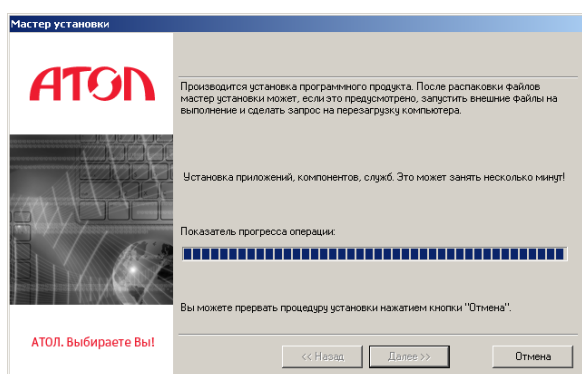 Мастер установки
АТОЛ
Производится установка программного продукта. После распаковки файлов
мастер установки может, если это предусмотрено, запустить внешние файлы на
выполнение и сделать запрос на перезагрузку компьютера.
Установка приложений, компонентов, служб. Это может занять несколько минут!
Показатель прогресса операции:
Вы можете прервать процедуру установки нажатием кнопки "Отмена".
АТОЛ. Выбираете Вы!
<< Назад
Далее >>
Отмена